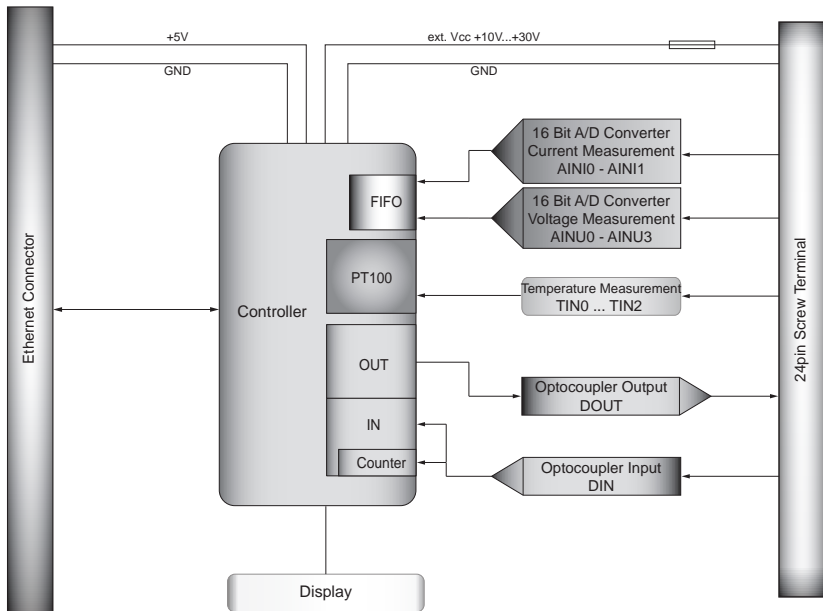 +5V
ext. Vcc +10V...+30V
GND
GND
16 Bit A/D Converter
Current Measurement
AINI0 - AINI1
FIFO
16 Bit A/D Converter
Voltage Measurement
AINU0 - AINU3
PT100
Temperature Measurement
TIN0 ... TIN2
Ethernet Connector
Controller
24pin Screw Terminal
OUT
Optocoupler Output
DOUT
IN
Counter
Optocoupler Input
DIN
Display